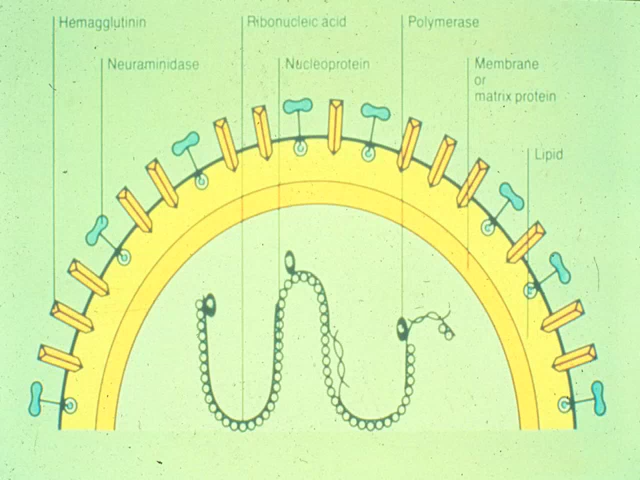 Hemagglutinin
Ribonucleic acid
Polymerase
Neuraminidase
Nucleoprotein
Membrane
or
matrix protein
Lipid